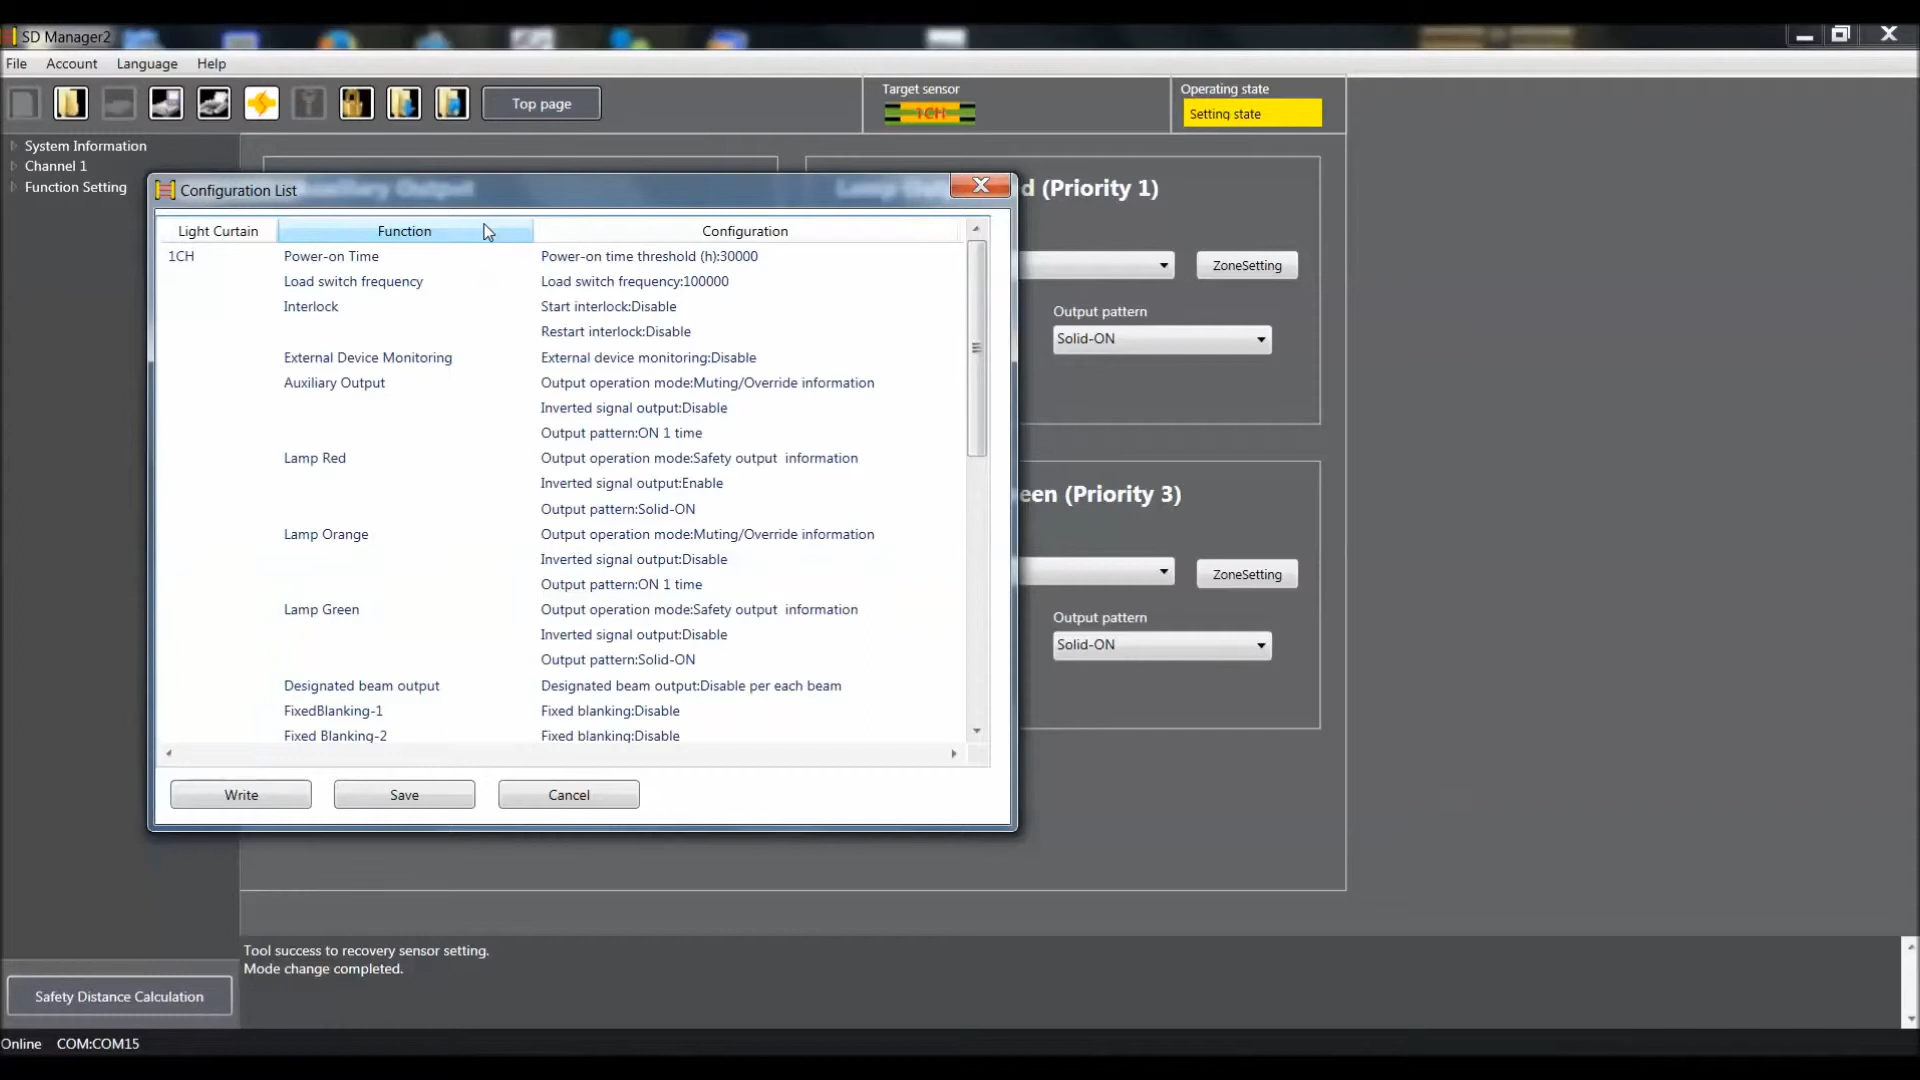 SD Manager2
File Account Language Help
Top page
Target sensor
1CH
Operating state
Setting state
System Information
Channel 1
Function Setting
Auxiliary Output
d (Priority 1)
Configuration List
Light Curtain Function Configuration
1CH Power-on Time Power-on time threshold (h):30000
Load switch frequency Load switch frequency:100000
Interlock Start interlock:Disable
Restart interlock:Disable
External Device Monitoring External device monitoring:Disable
Auxiliary Output Output operation mode:Muting/Override information
Inverted signal output:Disable
Output pattern:ON 1 time
Lamp Red Output operation mode:Safety output  information
Inverted signal output:Enable
Output pattern:Solid-ON
Lamp Orange Output operation mode:Muting/Override information
Inverted signal output:Disable
Output pattern:ON 1 time
Lamp Green Output operation mode:Safety output  information
Inverted signal output:Disable
Output pattern:Solid-ON
Designated beam output Designated beam output:Disable per each beam
FixedBlanking-1 Fixed blanking:Disable
Fixed Blanking-2 Fixed blanking:Disable
Write Save Cancel
ZoneSetting
Output pattern
Solid-ON
een (Priority 3)
ZoneSetting
Output pattern
Solid-ON
Tool success to recovery sensor setting.
Mode change completed.
Safety Distance Calculation
Online COM:COM15